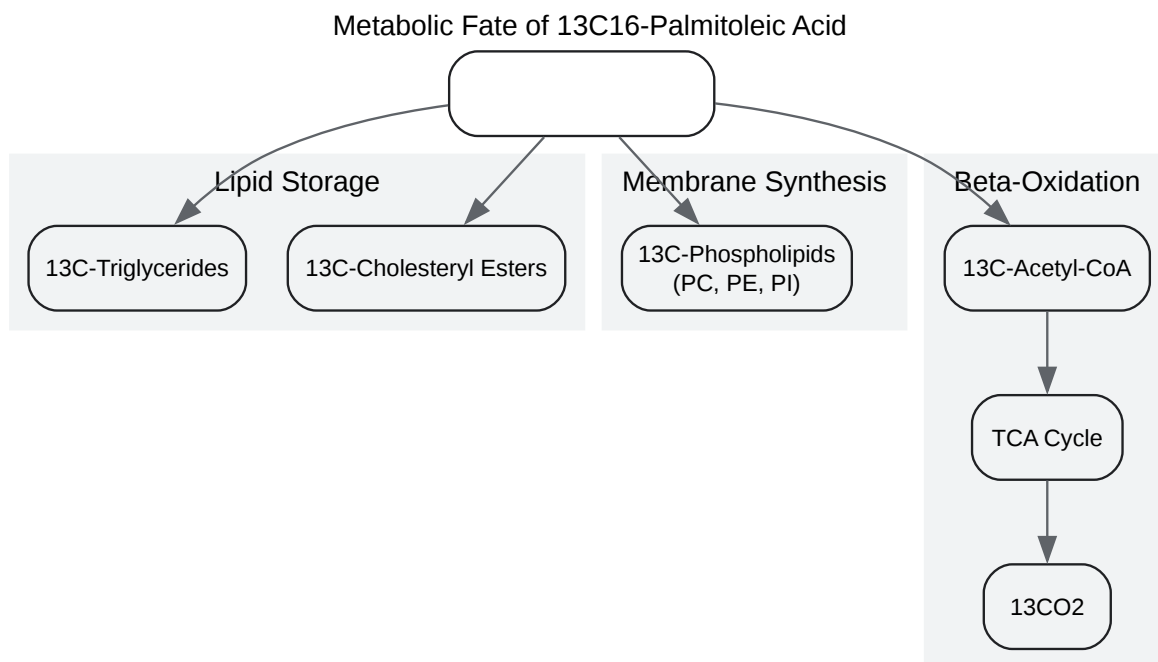 Metabolic Fate of 13C16-Palmitoleic Acid
Lipid Storage
Membrane Synthesis
Beta-Oxidation
13C-Triglycerides
13C-Cholesteryl Esters
13C-Phospholipids
(PC, PE, PI)
13C-Acetyl-CoA
TCA Cycle
13CO2